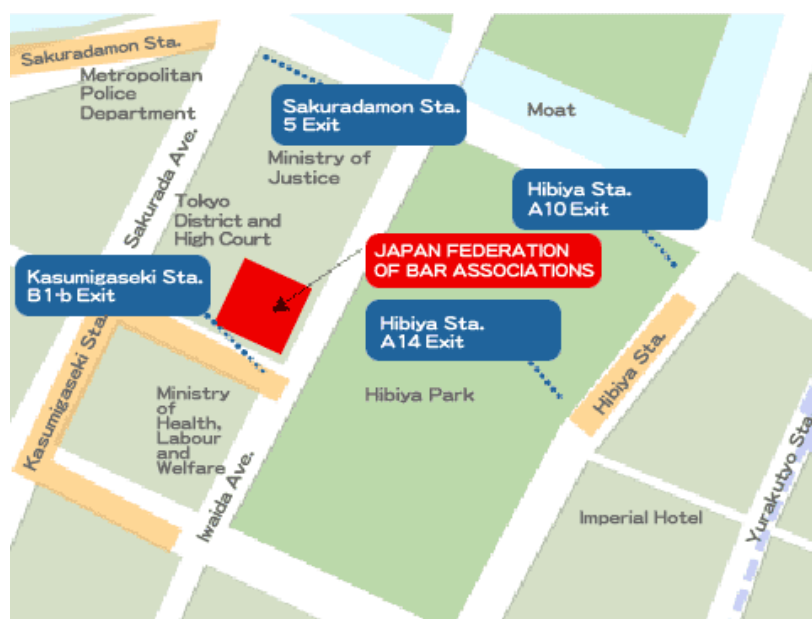 Sakuradamon Sta.
Metropolitan
Police
Department
Sakuradamon Sta.
5 Exit
Moat
Ministry of
Justice
Sakurada Ave.
Tokyo
District and
High Court
Hibiya Sta.
A10 Exit
JAPAN FEDERATION
OF BAR ASSOCIATIONS
Kasumigaseki Sta.
B1-b Exit
Hibiya Sta.
A14 Exit
Kasumigaseki Sta.
Hibiya Sta.
Ministry
of
Health,
Labour
and
Welfare
Hibiya Park
Iwaida Ave.
Imperial Hotel
Yurakutyo Sta.